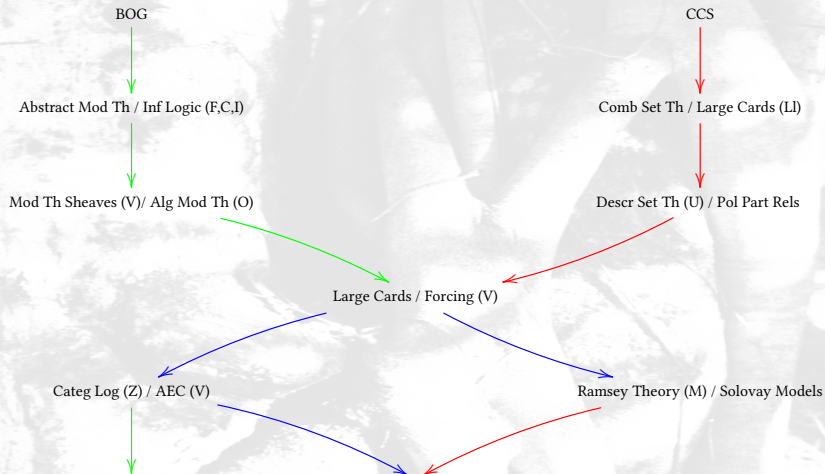 BOG
CCS
Abstract Mod Th / Inf Logic (F,C,I)
Comb Set Th / Large Cards (Ll)
Mod Th Sheaves (V)/ Alg Mod Th (O)
Descr Set Th (U) / Pol Part Rels
Large Cards / Forcing (V)
Categ Log (Z) / AEC (V)
Ramsey Theory (M) / Solovay Models